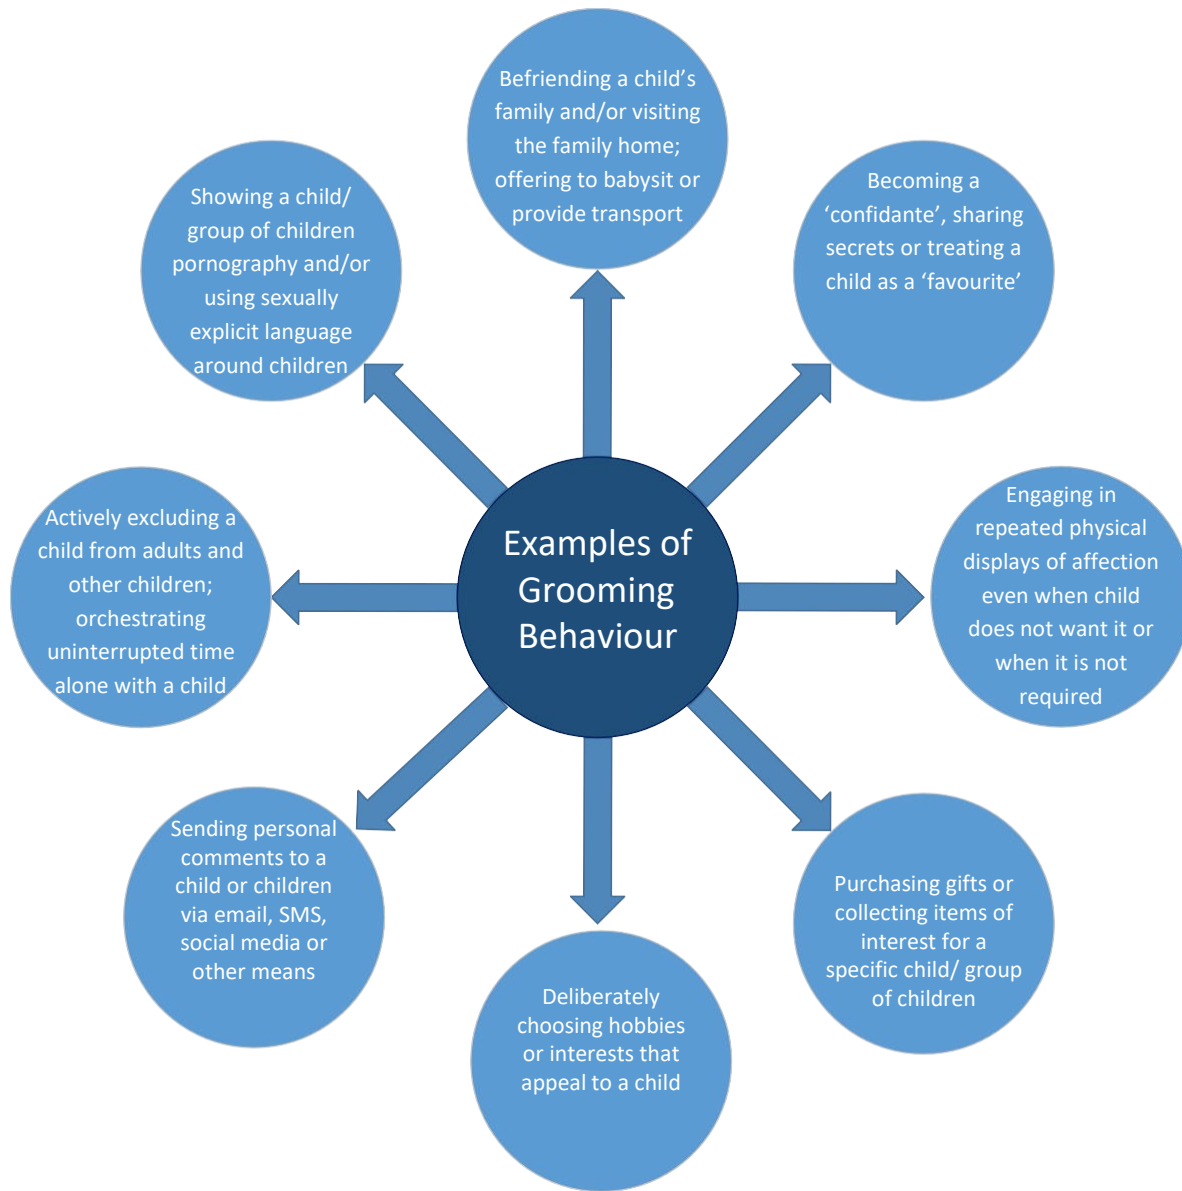 Befriending a child’s
family and/or visiting
the family home;
offering to babysit or
provide transport
Becoming a
‘confidante’, sharing
secrets or treating a
child as a ‘favourite’
Engaging in
repeated physical
displays of affection
even when child
does not want it or
when it is not
required
Purchasing gifts or
collecting items of
interest for a
specific child/ group
of children
Deliberately
choosing hobbies
or interests that
appeal to a child
Sending personal
comments to a
child or children
via email, SMS,
social media or
other means
Actively excluding a
child from adults and
other children;
orchestrating
uninterrupted time
alone with a child
Showing a child/
group of children
pornography and/or
using sexually
explicit language
around children
Examples of
Grooming
Behaviour